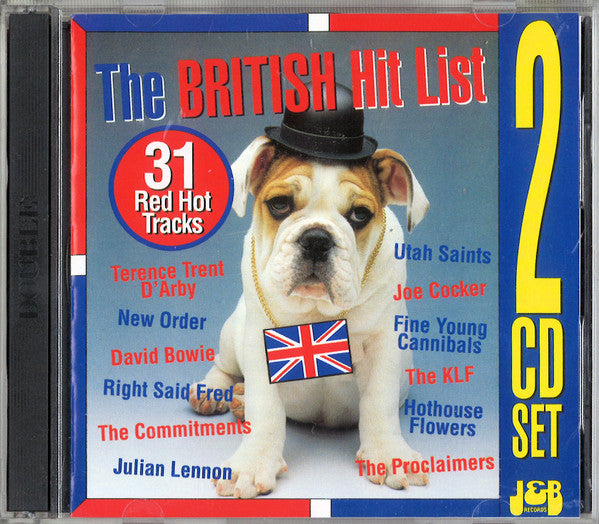 The BRITISH Hit List
31
Red Hot
Tracks
Terence Trent
D'Arby
New Order
David Bowie
Right Said Fred
The Commitments
Julian Lennon
Utah Saints
Joe Cocker
Fine Young
Cannibals
The KLF
Hothouse
Flowers
The Proclaimers
2
CD
SET
J&B
RECORDS
DOUBLE